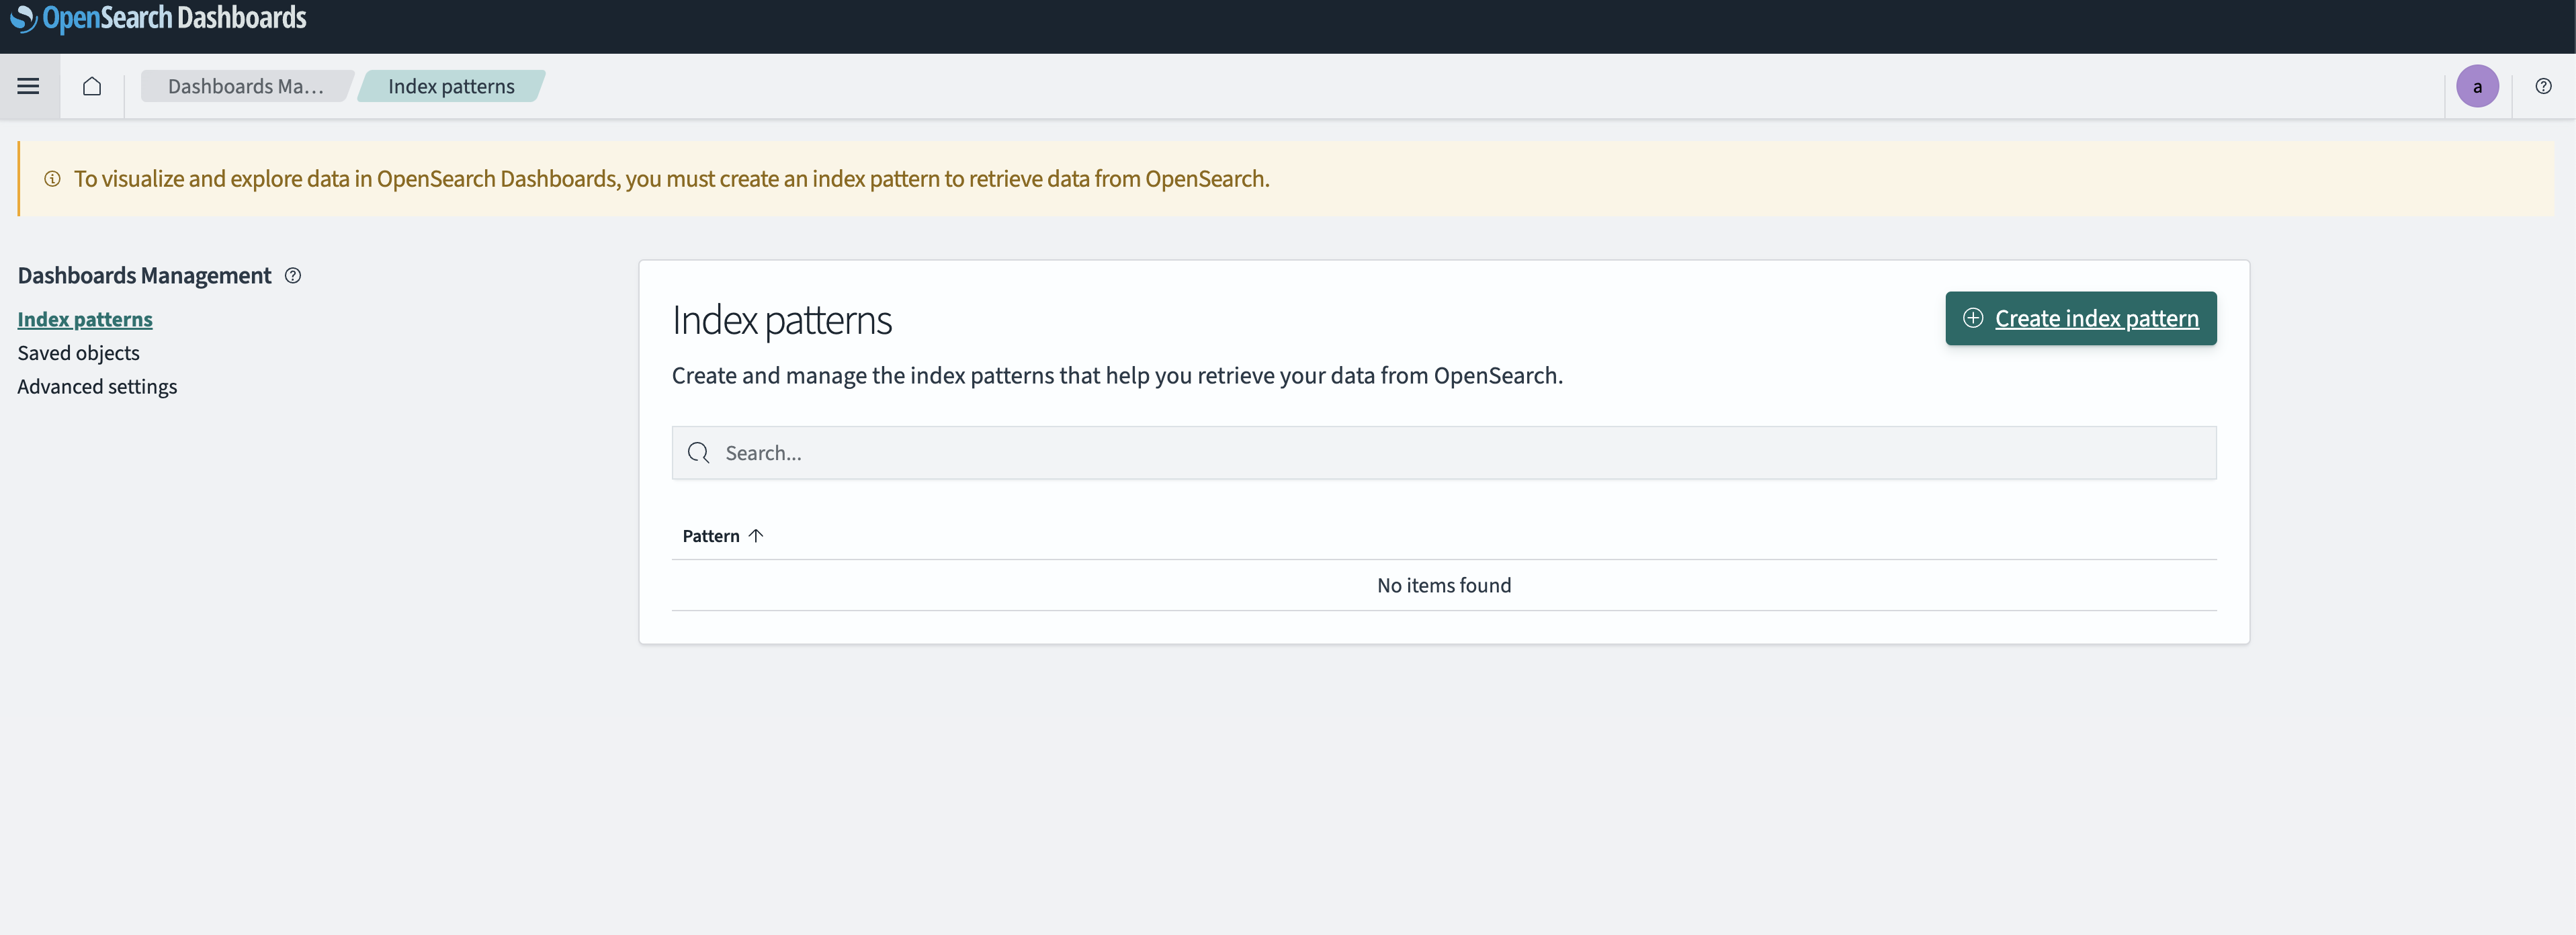 OpenSearch Dashboards
Dashboards Ma...
Index patterns
a
To visualize and explore data in OpenSearch Dashboards, you must create an index pattern to retrieve data from OpenSearch.
Dashboards Management
Index patterns
Saved objects
Advanced settings
Index patterns
Create index pattern
Create and manage the index patterns that help you retrieve your data from OpenSearch.
Search...
Pattern
No items found